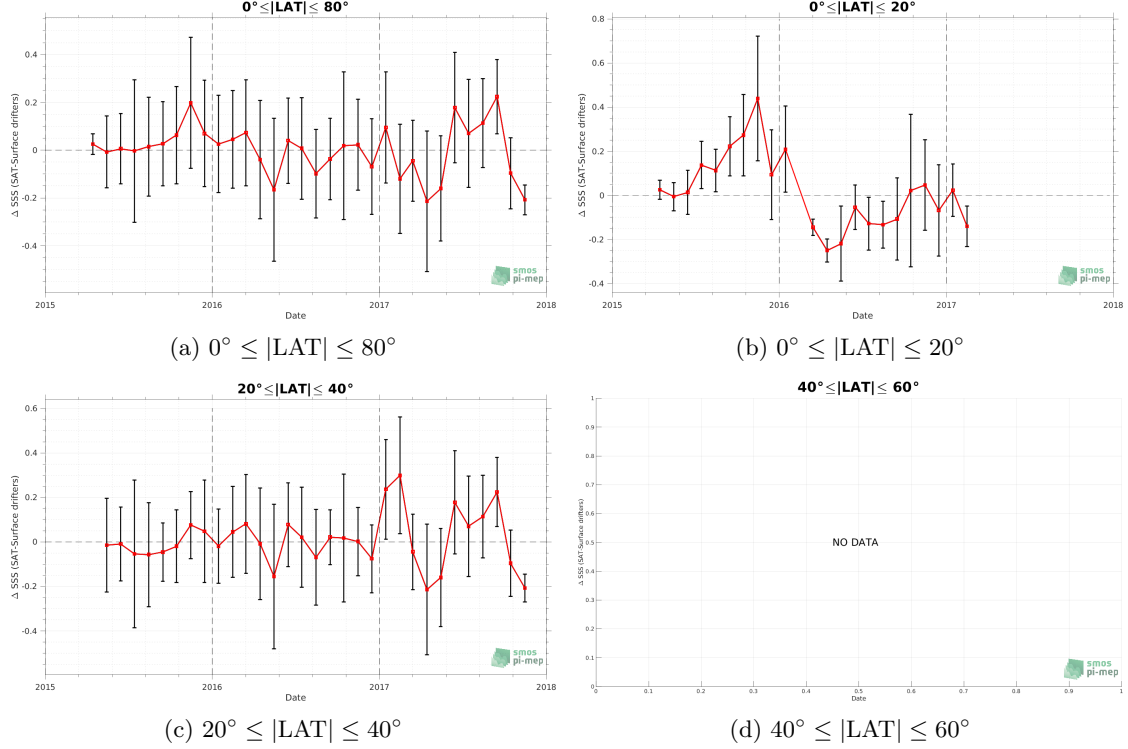 0°≤|LAT|≤ 80°
Δ SSS (SAT-Surface drifters)
0.4
0.2
0
-0.2
-0.4
2015
2016
2017
2018
Date
smos
pi-mep
(a) 0° ≤ |LAT| ≤ 80°
0°≤|LAT|≤ 20°
Δ SSS (SAT-Surface drifters)
0.8
0.6
0.4
0.2
0
-0.2
-0.4
2015
2016
2017
2018
Date
smos
pi-mep
(b) 0° ≤ |LAT| ≤ 20°
20°≤|LAT|≤ 40°
Δ SSS (SAT-Surface drifters)
0.6
0.4
0.2
0
-0.2
-0.4
2015
2016
2017
2018
Date
smos
pi-mep
(c) 20° ≤ |LAT| ≤ 40°
40°≤|LAT|≤ 60°
Δ SSS (SAT-Surface drifters)
1
0.9
0.8
0.7
0.6
0.5
0.4
0.3
0.2
0.1
0
NO DATA
0
0.1
0.2
0.3
0.4
0.5
0.6
0.7
0.8
0.9
1
Date
smos
pi-mep
(d) 40° ≤ |LAT| ≤ 60°